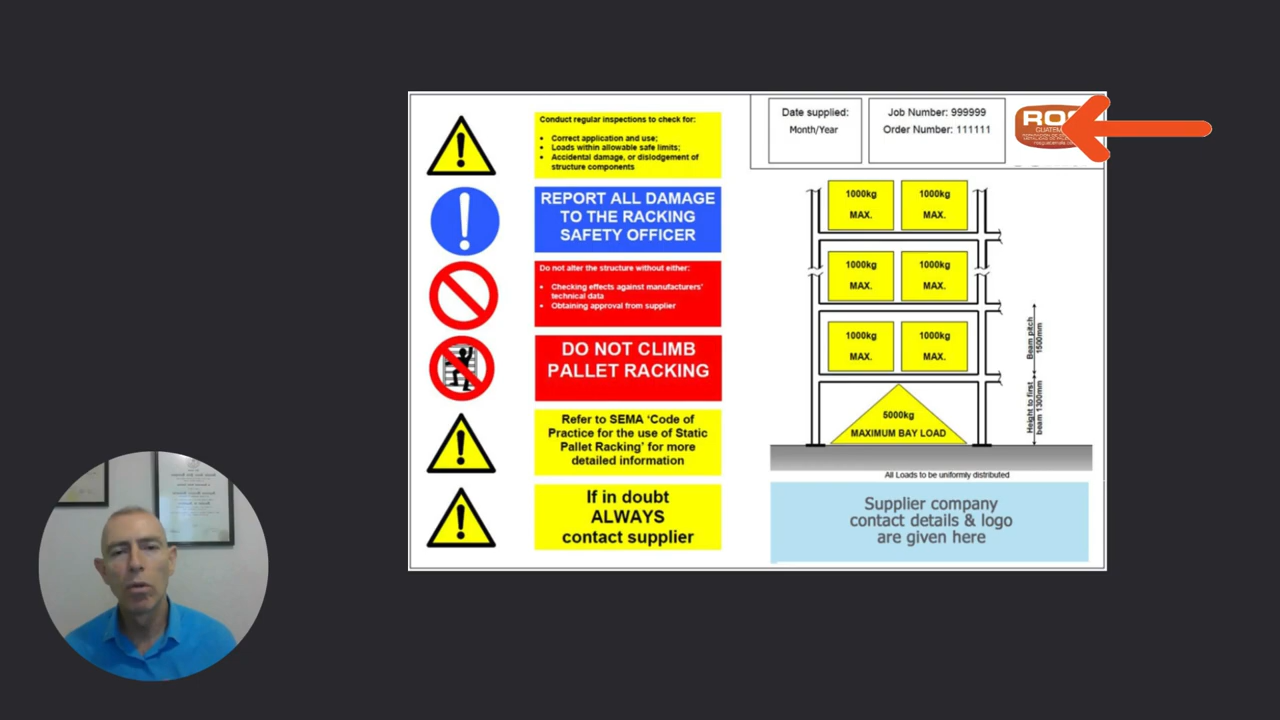 Conduct regular inspections to check for:
• Correct application and use;
• Loads within allowable safe limits;
• Accidental damage, or dislodgement of
structure components
REPORT ALL DAMAGE
TO THE RACKING
SAFETY OFFICER
Do not alter the structure without either:
• Checking effects against manufacturers'
technical data
• Obtaining approval from supplier
DO NOT CLIMB
PALLET RACKING
Refer to SEMA ‘Code of
Practice for the use of Static
Pallet Racking’ for more
detailed information
If in doubt
ALWAYS
contact supplier
Date supplied:
Month/Year
Job Number: 999999
Order Number: 111111
1000kg
MAX.
1000kg
MAX.
1000kg
MAX.
1000kg
MAX.
1000kg
MAX.
1000kg
MAX.
Beam pitch
1500mm
Height to first
beam 1300mm
5000kg
MAXIMUM BAY LOAD
All Loads to be uniformly distributed
Supplier company
contact details & logo
are given here